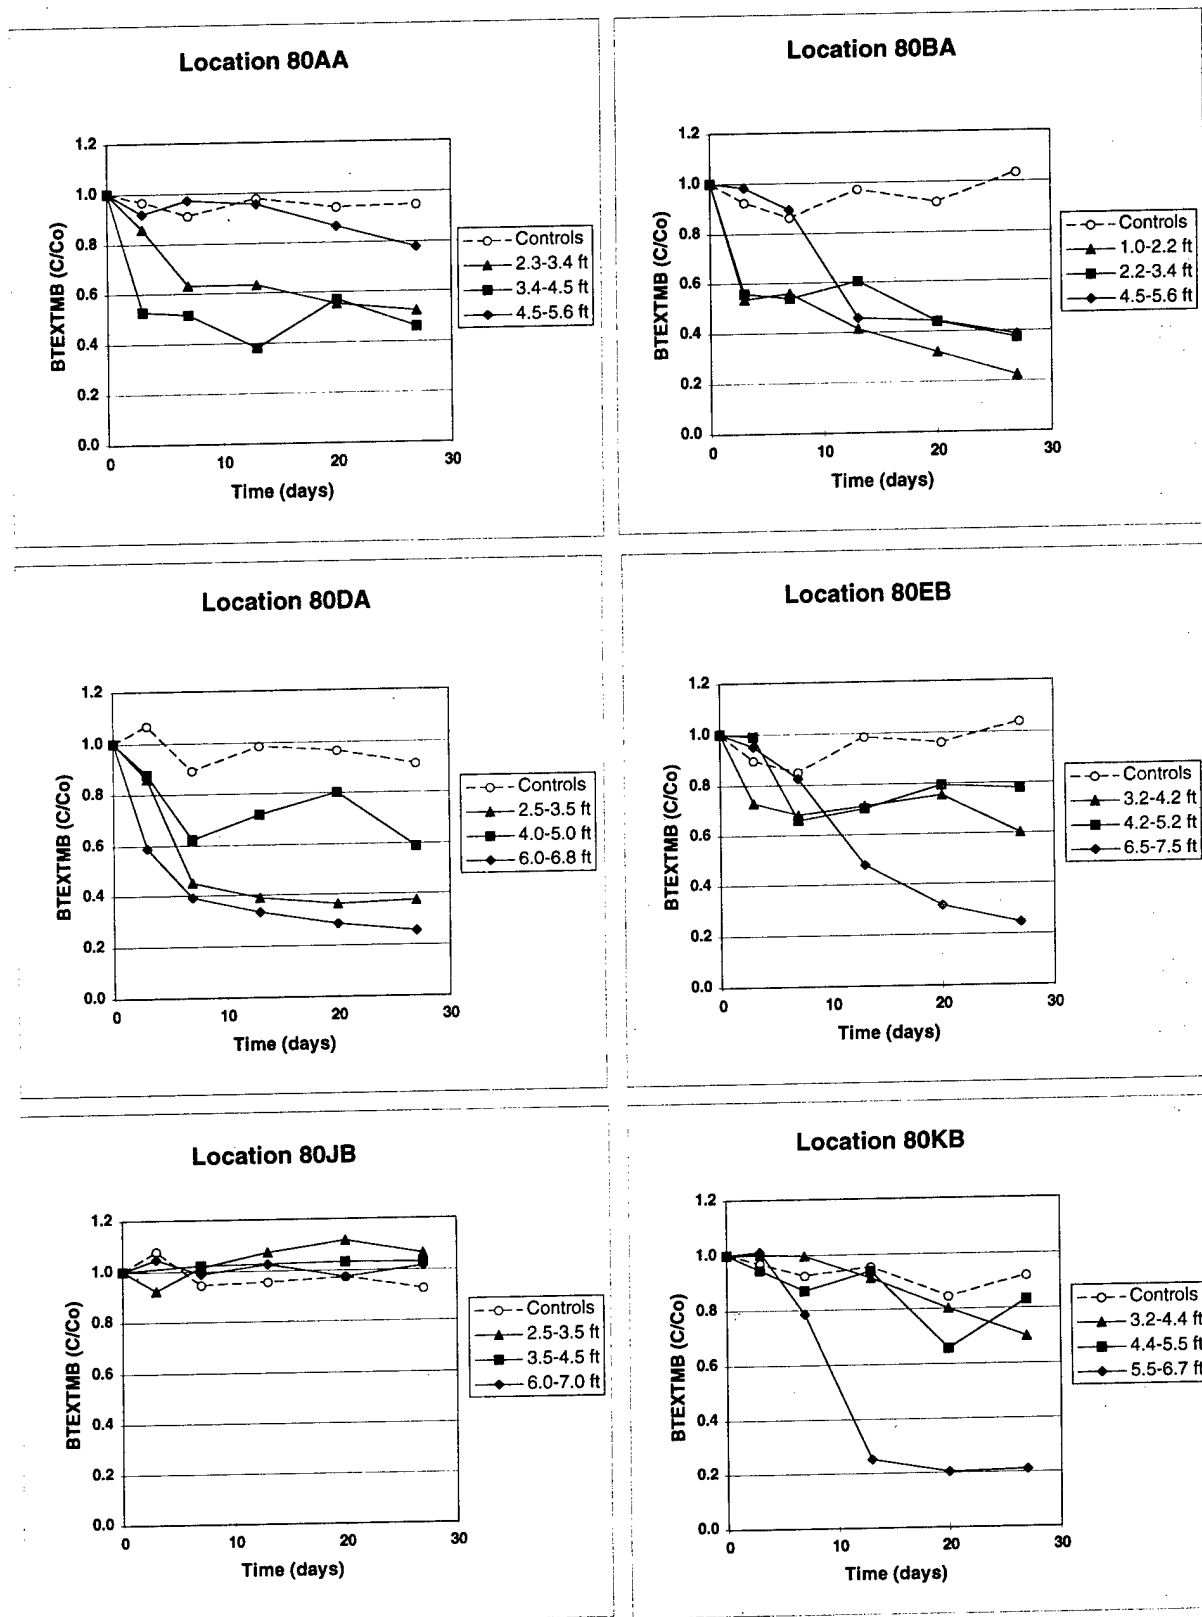 Location 80AA
BTEXTMB (C/Co)
1.2
1.0
0.8
0.6
0.4
0.2
0.0
0
10
20
30
Time (days)
Controls
2.3-3.4 ft
3.4-4.5 ft
4.5-5.6 ft
Location 80BA
BTEXTMB (C/Co)
1.2
1.0
0.8
0.6
0.4
0.2
0.0
0
10
20
30
Time (days)
Controls
1.0-2.2 ft
2.2-3.4 ft
4.5-5.6 ft
Location 80DA
BTEXTMB (C/Co)
1.2
1.0
0.8
0.6
0.4
0.2
0.0
0
10
20
30
Time (days)
Controls
2.5-3.5 ft
4.0-5.0 ft
6.0-6.8 ft
Location 80EB
BTEXTMB (C/Co)
1.2
1.0
0.8
0.6
0.4
0.2
0.0
0
10
20
30
Time (days)
Controls
3.2-4.2 ft
4.2-5.2 ft
6.5-7.5 ft
Location 80JB
BTEXTMB (C/Co)
1.2
1.0
0.8
0.6
0.4
0.2
0.0
0
10
20
30
Time (days)
Controls
2.5-3.5 ft
3.5-4.5 ft
6.0-7.0 ft
Location 80KB
BTEXTMB (C/Co)
1.2
1.0
0.8
0.6
0.4
0.2
0.0
0
10
20
30
Time (days)
Controls
3.2-4.4 ft
4.4-5.5 ft
5.5-6.7 ft